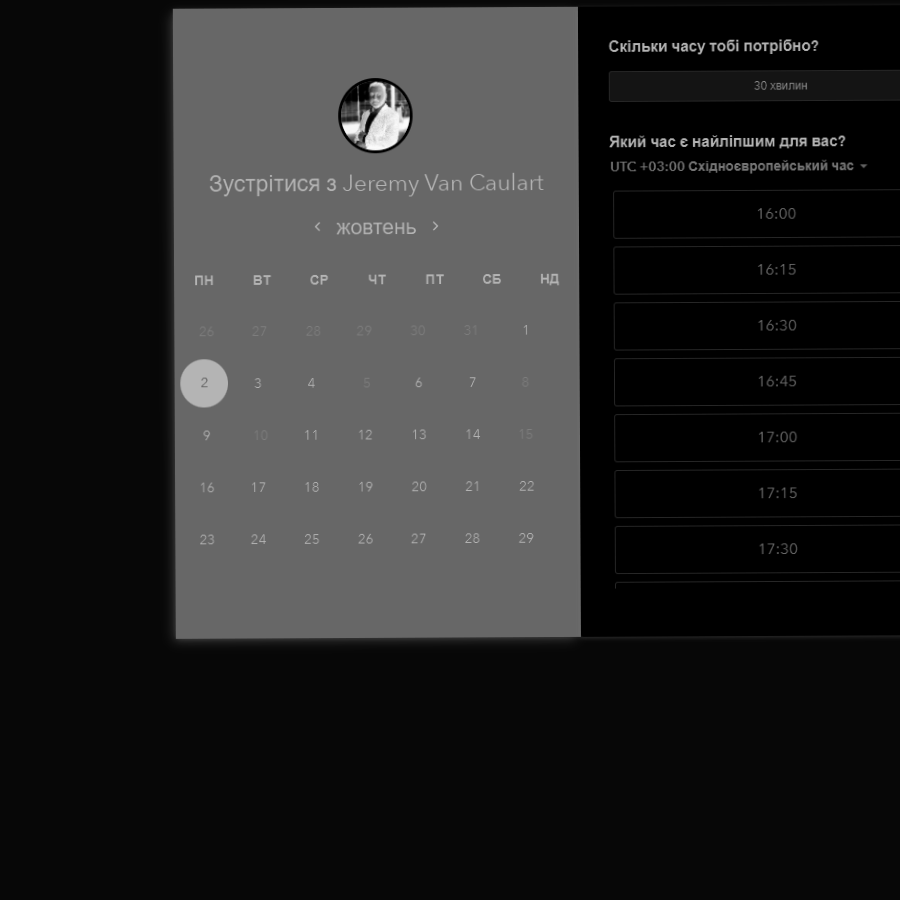 Зустрітися з Jeremy Van Caulart
жовтень
ПН ВТ СР ЧТ ПТ СБ НД
26 27 28 29 30 31 1
2 3 4 5 6 7 8
9 10 11 12 13 14 15
16 17 18 19 20 21 22
23 24 25 26 27 28 29
Скільки часу тобі потрібно?
30 хвилин
Який час є найліпшим для вас?
UTC +03:00 Східноєвропейський час
16:00
16:15
16:30
16:45
17:00
17:15
17:30